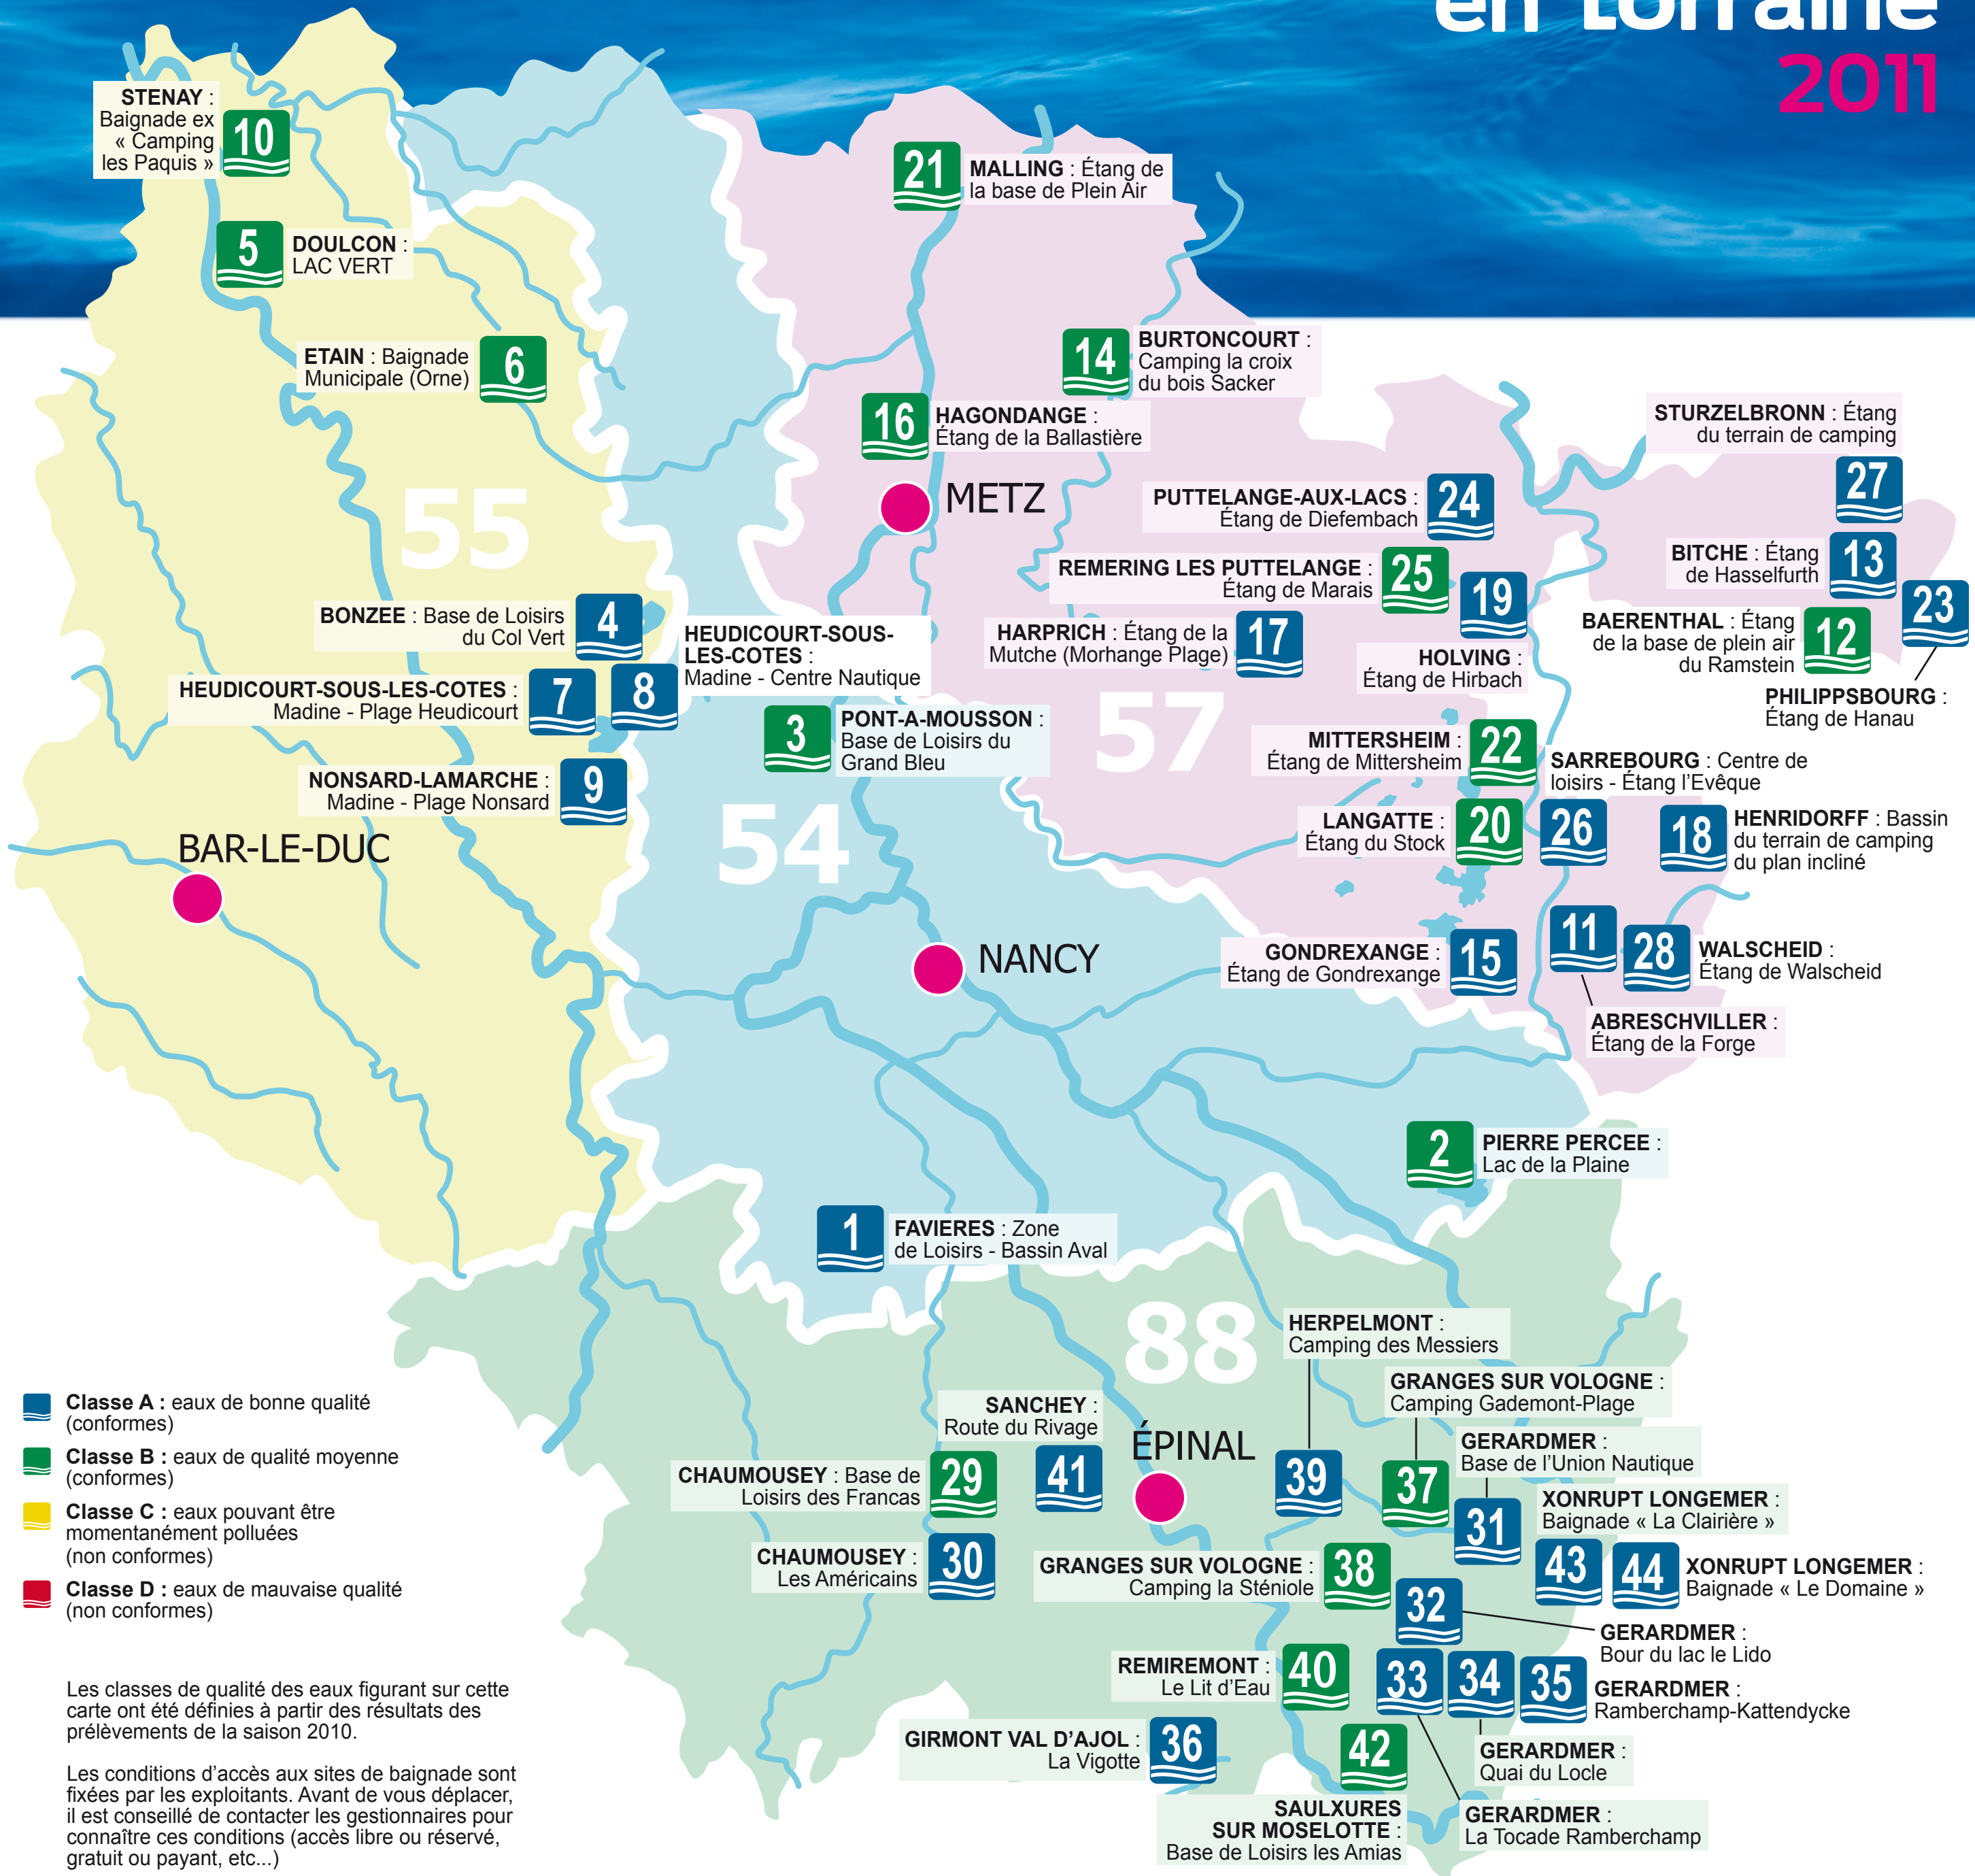 en lorraine
2011
STENAY :
Baignade ex
« Camping
les Paquis »
10
5
DOULCON :
LAC VERT
ETAIN : Baignade
Municipale (Orne)
6
21
MALLING : Étang de
la base de Plein Air
14
BURTONCOURT :
Camping la croix
du bois Sacker
16
HAGONDANGE :
Étang de la Ballastière
METZ
STURZELBRONN : Étang
du terrain de camping
27
PUTTELANGE-AUX-LACS :
Étang de Diefembach
24
55
BITCHE : Étang
de Hasselfurth
13
REMERING LES PUTTELANGE :
Étang de Marais
25
19
HOLVING :
Étang de Hirbach
23
PHILIPPSBOURG :
Étang de Hanau
BAERENTHAL : Étang
de la base de plein air
du Ramstein
12
HARPRICH : Étang de la
Mutche (Morhange Plage)
17
BONZEE : Base de Loisirs
du Col Vert
4
HEUDICOURT-SOUS-
LES-COTES :
Madine - Centre Nautique
8
HEUDICOURT-SOUS-LES-COTES :
Madine - Plage Heudicourt
7
57
3
PONT-A-MOUSSON :
Base de Loisirs du
Grand Bleu
MITTERSHEIM :
Étang de Mittersheim
22
SARREBOURG : Centre de
loisirs - Étang l'Evêque
26
NONSARD-LAMARCHE :
Madine - Plage Nonsard
9
54
LANGATTE :
Étang du Stock
20
18
HENRIDORFF : Bassin
du terrain de camping
du plan incliné
BAR-LE-DUC
NANCY
GONDREXANGE :
Étang de Gondrexange
15
11
ABRESCHVILLER :
Étang de la Forge
28
WALSCHEID :
Étang de Walscheid
2
PIERRE PERCEE :
Lac de la Plaine
1
FAVIERES : Zone
de Loisirs - Bassin Aval
88
HERPELMONT :
Camping des Messiers
39
GRANGES SUR VOLOGNE :
Camping Gademont-Plage
37
SANCHEY :
Route du Rivage
41
ÉPINAL
GERARDMER :
Base de l'Union Nautique
31
CHAUMOUSEY : Base de
Loisirs des Francas
29
XONRUPT LONGEMER :
Baignade « La Clairière »
43
44
XONRUPT LONGEMER :
Baignade « Le Domaine »
CHAUMOUSEY :
Les Américains
30
GRANGES SUR VOLOGNE :
Camping la Sténiole
38
32
GERARDMER :
Bour du lac le Lido
REMIREMONT :
Le Lit d'Eau
40
33
34
35
GERARDMER :
Ramberchamp-Kattendycke
GIRMONT VAL D'AJOL :
La Vigotte
36
42
GERARDMER :
Quai du Locle
SAULXURES
SUR MOSELOTTE :
Base de Loisirs les Amias
GERARDMER :
La Tocade Ramberchamp
Classe A : eaux de bonne qualité
(conformes)
Classe B : eaux de qualité moyenne
(conformes)
Classe C : eaux pouvant être
momentanément polluées
(non conformes)
Classe D : eaux de mauvaise qualité
(non conformes)
Les classes de qualité des eaux figurant sur cette
carte ont été définies à partir des résultats des
prélèvements de la saison 2010.
Les conditions d'accès aux sites de baignade sont
fixées par les exploitants. Avant de vous déplacer,
il est conseillé de contacter les gestionnaires pour
connaître ces conditions (accès libre ou réservé,
gratuit ou payant, etc...)